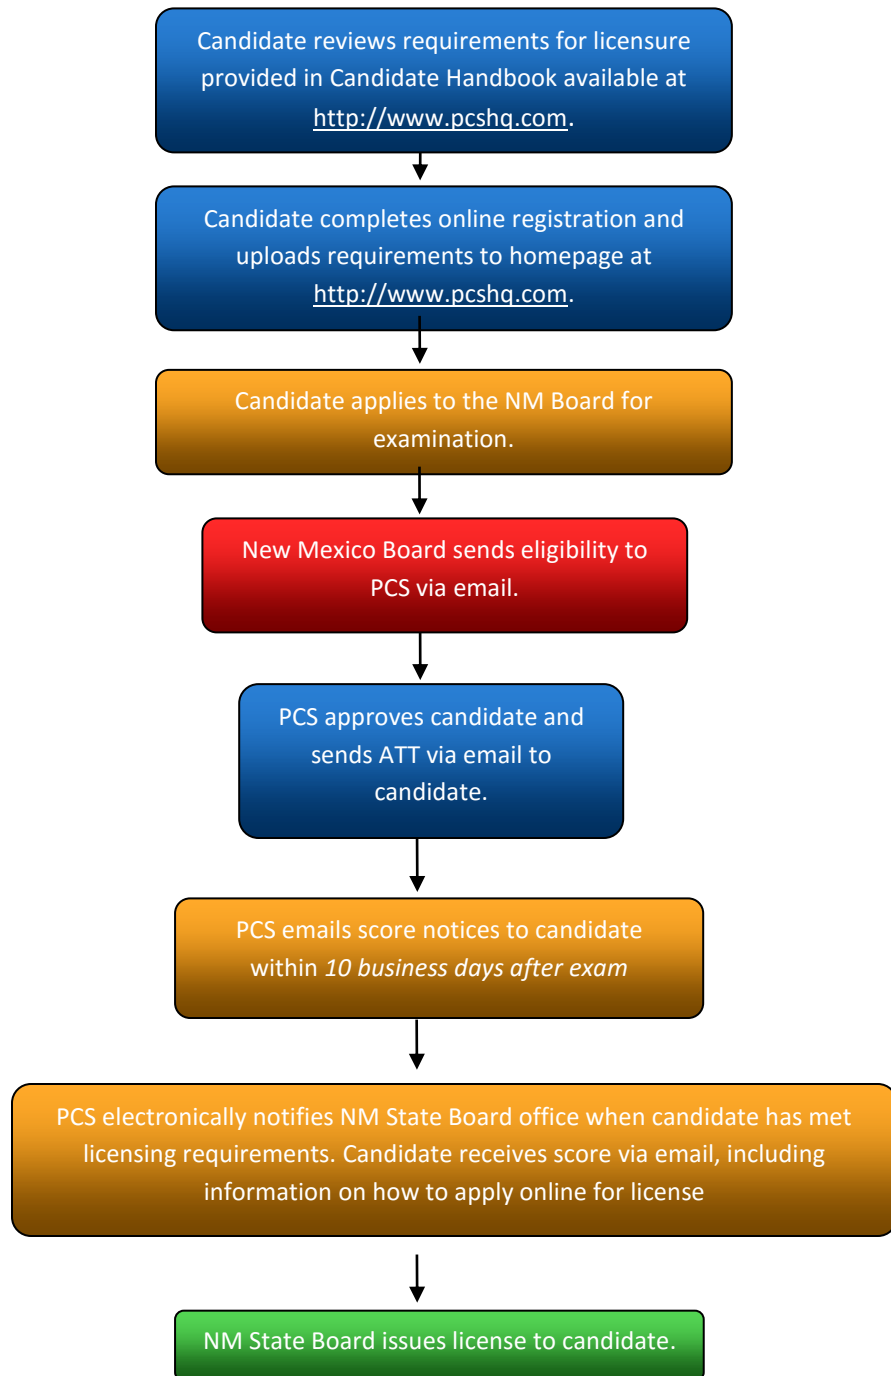 Candidate reviews requirements for licensure
provided in Candidate Handbook available at
http://www.pcshq.com.
Candidate completes online registration and
uploads requirements to homepage at
http://www.pcshq.com.
Candidate applies to the NM Board for
examination.
New Mexico Board sends eligibility to
PCS via email.
PCS approves candidate and
sends ATT via email to
candidate.
PCS emails score notices to candidate
within 10 business days after exam
PCS electronically notifies NM State Board office when candidate has met
licensing requirements. Candidate receives score via email, including
information on how to apply online for license
NM State Board issues license to candidate.